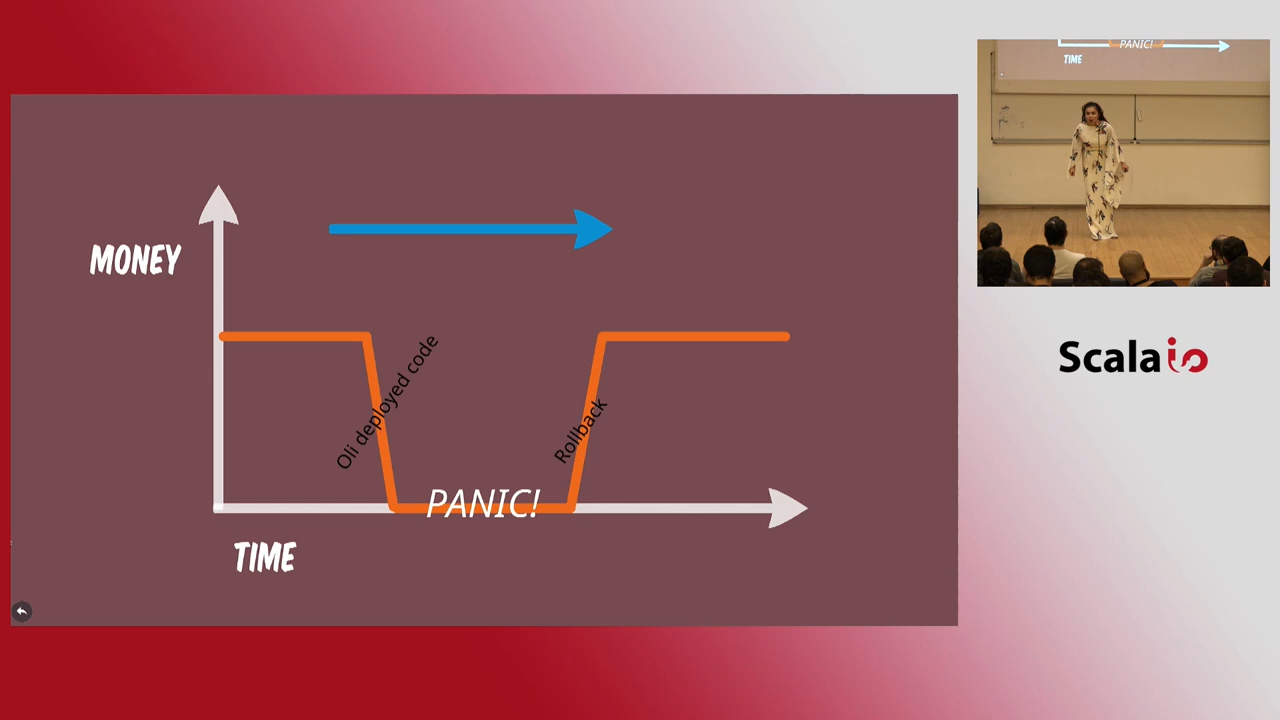 MONEY
Oli deployed code
Rollback
PANIC!
TIME
PANIC!
TIME
Scala io